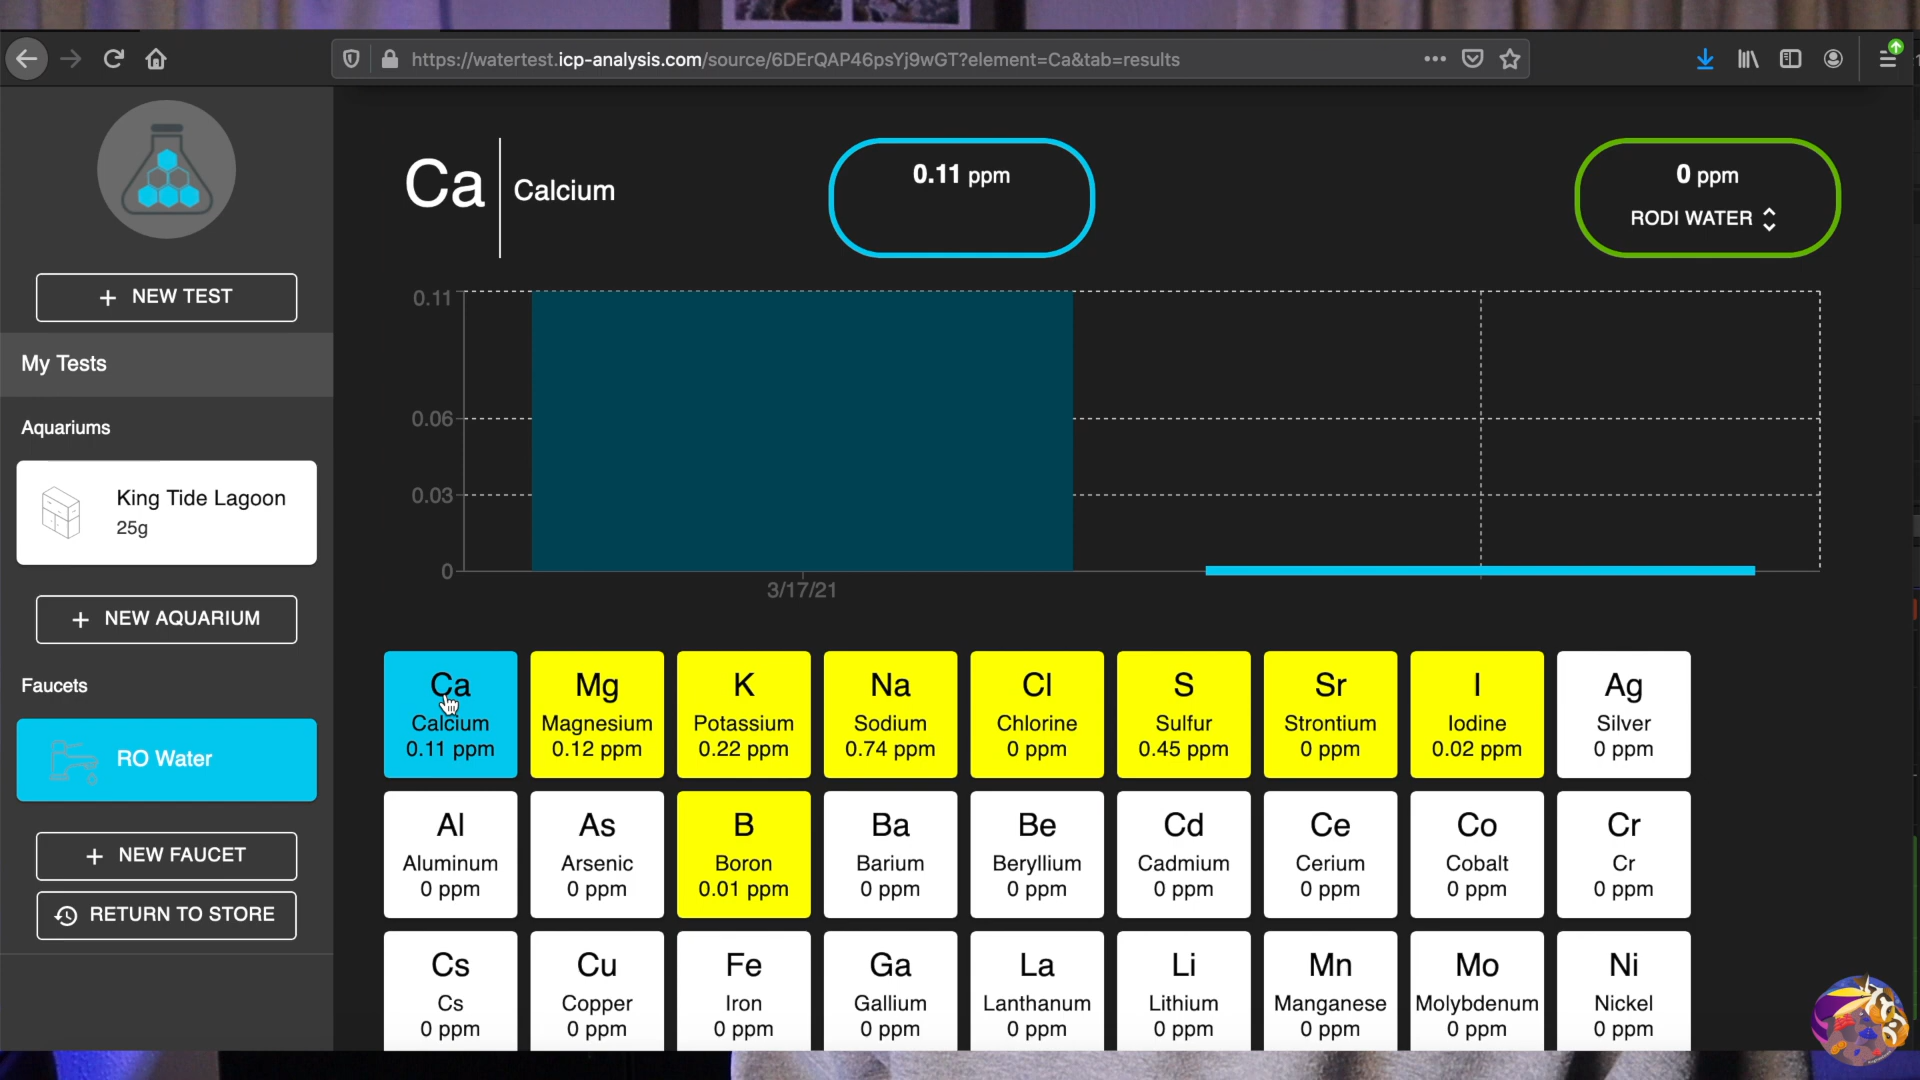 https://watertest.icp-analysis.com/source/6DErQAP46psYj9wGT?element=Ca&tab=results
Ca
Calcium
0.11 ppm
0 ppm
RODI WATER
+ NEW TEST
My Tests
Aquariums
King Tide Lagoon
25g
+ NEW AQUARIUM
Faucets
RO Water
+ NEW FAUCET
RETURN TO STORE
0.11
0.06
0.03
0
3/17/21
Ca
Calcium
0.11 ppm
Mg
Magnesium
0.12 ppm
K
Potassium
0.22 ppm
Na
Sodium
0.74 ppm
Cl
Chlorine
0 ppm
S
Sulfur
0.45 ppm
Sr
Strontium
0 ppm
I
Iodine
0.02 ppm
Ag
Silver
0 ppm
Al
Aluminum
0 ppm
As
Arsenic
0 ppm
B
Boron
0.01 ppm
Ba
Barium
0 ppm
Be
Beryllium
0 ppm
Cd
Cadmium
0 ppm
Ce
Cerium
0 ppm
Co
Cobalt
0 ppm
Cr
Cr
0 ppm
Cs
Cs
0 ppm
Cu
Copper
0 ppm
Fe
Iron
0 ppm
Ga
Gallium
0 ppm
La
Lanthanum
0 ppm
Li
Lithium
0 ppm
Mn
Manganese
0 ppm
Mo
Molybdenum
0 ppm
Ni
Nickel
0 ppm